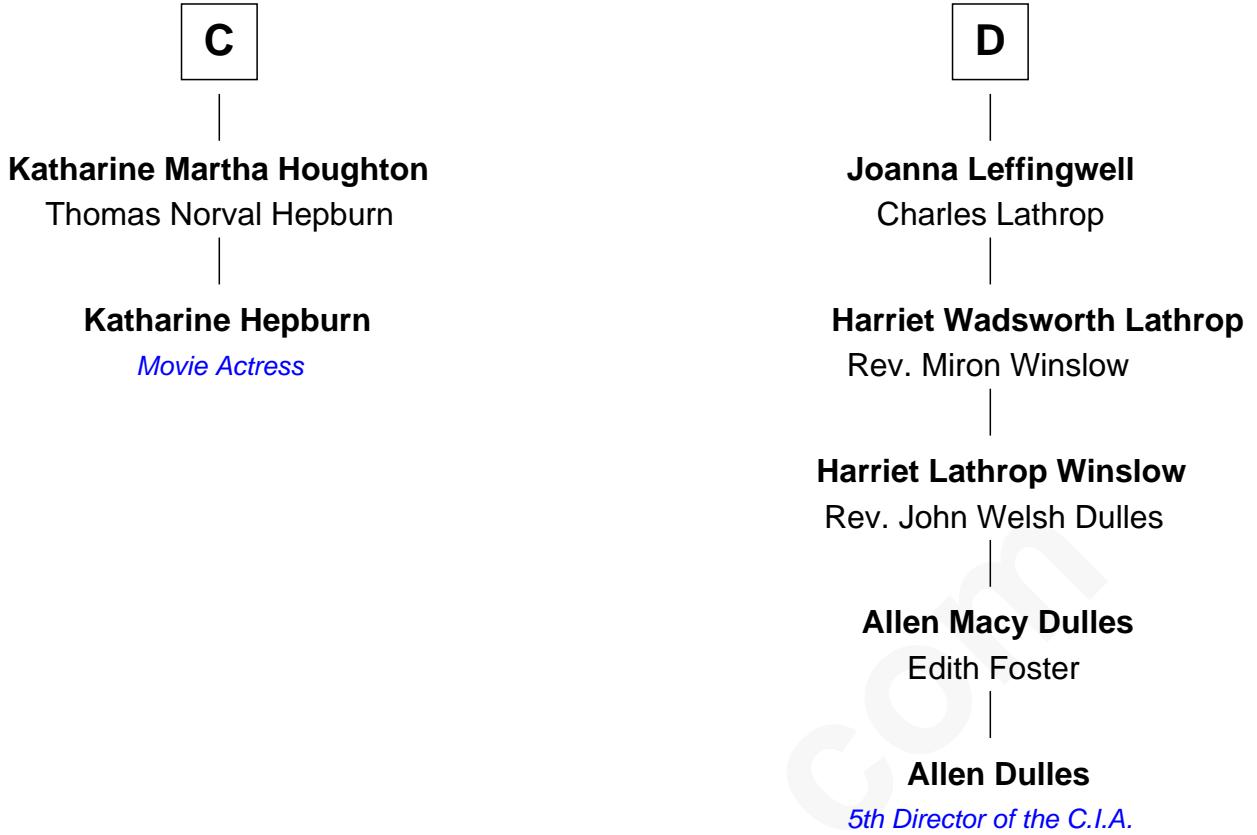 C
Katharine Martha Houghton
Thomas Norval Hepburn
Katharine Hepburn
Movie Actress
D
Joanna Leffingwell
Charles Lathrop
Harriet Wadsworth Lathrop
Rev. Miron Winslow
Harriet Lathrop Winslow
Rev. John Welsh Dulles
Allen Macy Dulles
Edith Foster
Allen Dulles
5th Director of the C.I.A.
com